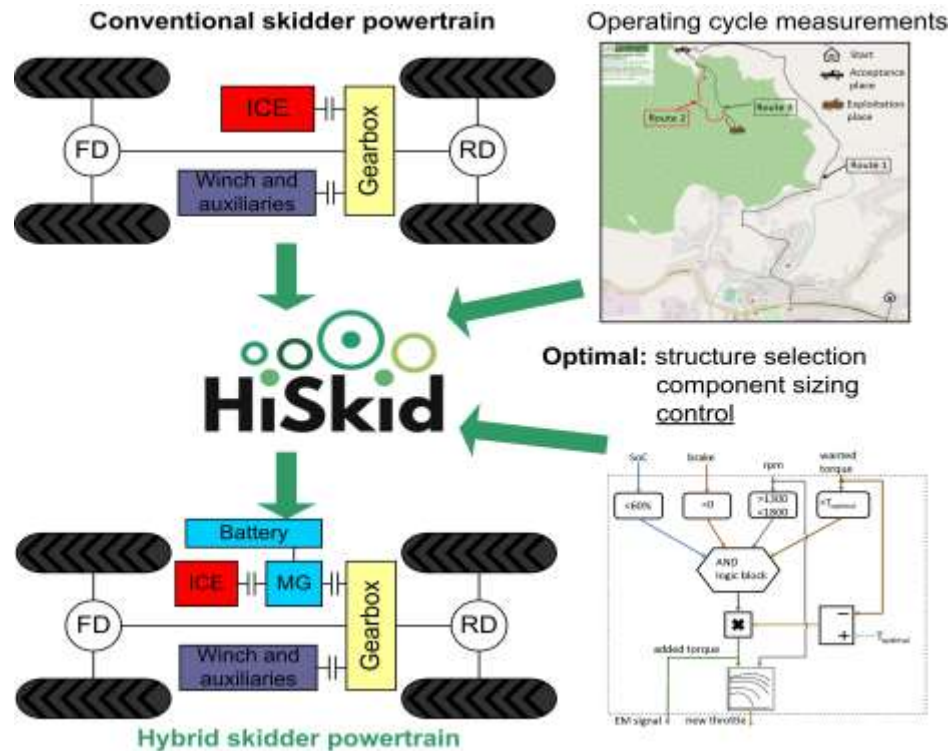 Conventional skidder powertrain
ICE
FD
RD
Gearbox
Winch and
auxiliaries
Operating cycle measurements
Start
Acceptance
place
Exploitation
place
Route 2
Route 1
HiSkid
Optimal: structure selection
component sizing
control
Battery
ICE
MG
FD
RD
Gearbox
Winch and
auxiliaries
Hybrid skidder powertrain
SoC
brake
rpm
wanted
torque
<60%
=0
>1300
<1800
<Toptimal
AND
logic block
−
+
Toptimal
added torque
EM signal
new throttle